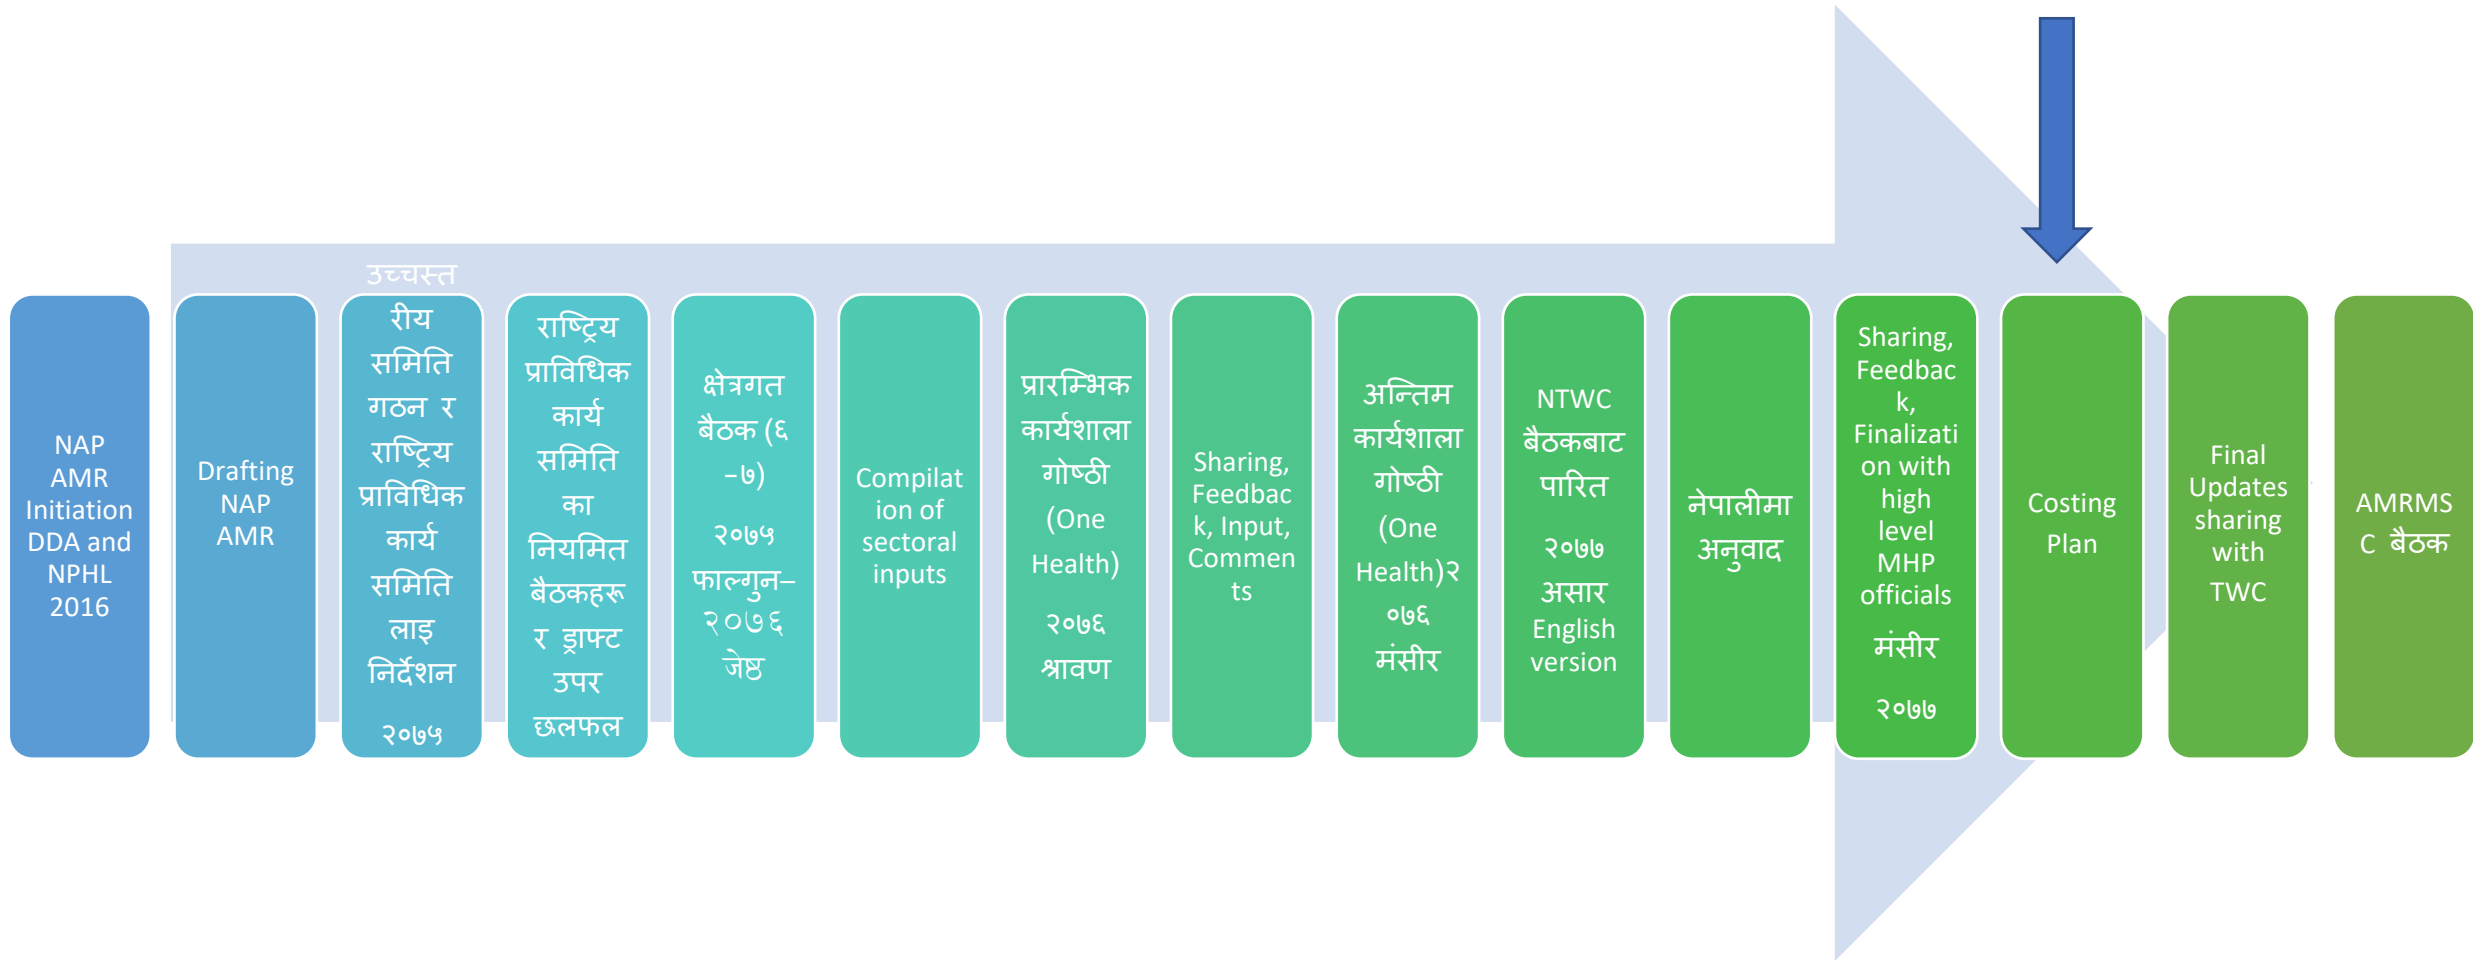 NAP
AMR
Initiation
DDA and
NPHL
2016
Drafting
NAP
AMR
उच्चस्त
रीय
समिति
गठन र
राष्ट्रिय
प्राविधिक
कार्य
समिति
लाइ
निर्देशन
२०७५
राष्ट्रिय
प्राविधिक
कार्य
समिति
का
नियमित
बैठकहरू
र ड्राफ्ट
उपर
छलफल
क्षेत्रगत
बैठक (६
-७)
२०७५
फाल्गुन–
२०७६
जेष्ठ
Compilat
ion of
sectoral
inputs
प्रारम्भिक
कार्यशाला
गोष्ठी
(One
Health)
२०७६
श्रावण
Sharing,
Feedbac
k, Input,
Commen
ts
अन्तिम
कार्यशाला
गोष्ठी
(One
Health)२
०७६
मंसीर
NTWC
बैठकबाट
पारित
२०७७
असार
English
version
नेपालीमा
अनुवाद
Sharing,
Feedbac
k,
Finalizati
on with
high
level
MHP
officials
मंसीर
२०७७
Costing
Plan
Final
Updates
sharing
with
TWC
AMRMS
C बैठक